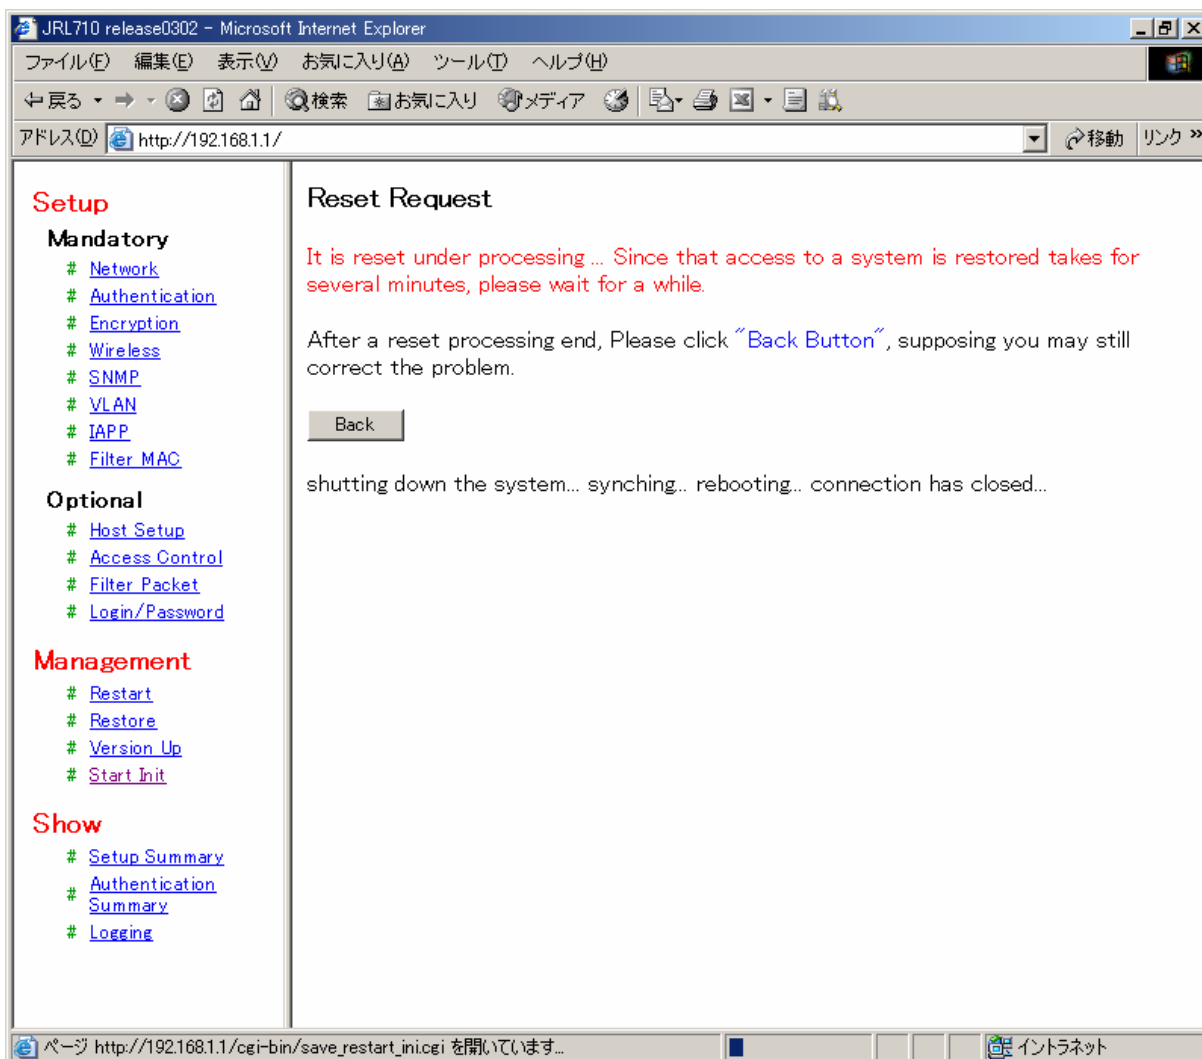 JRL710 release0302 - Microsoft Internet Explorer
ファイル(F) 編集(E) 表示(V) お気に入り(A) ツール(T) ヘルプ(H)
戻る 検索 お気に入り メディア
アドレス(D) http://192.168.1.1/ 移動 リンク »
Setup
Mandatory
# Network
# Authentication
# Encryption
# Wireless
# SNMP
# VLAN
# IAPP
# Filter MAC
Optional
# Host Setup
# Access Control
# Filter Packet
# Login/Password
Management
# Restart
# Restore
# Version Up
# Start Init
Show
# Setup Summary
# Authentication
Summary
# Logging
Reset Request
It is reset under processing ... Since that access to a system is restored takes for
several minutes, please wait for a while.
After a reset processing end, Please click "Back Button", supposing you may still
correct the problem.
Back
shutting down the system... synching... rebooting... connection has closed...
ページ http://192.168.1.1/cgi-bin/save_restart_ini.cgi を開いています... イントラネット